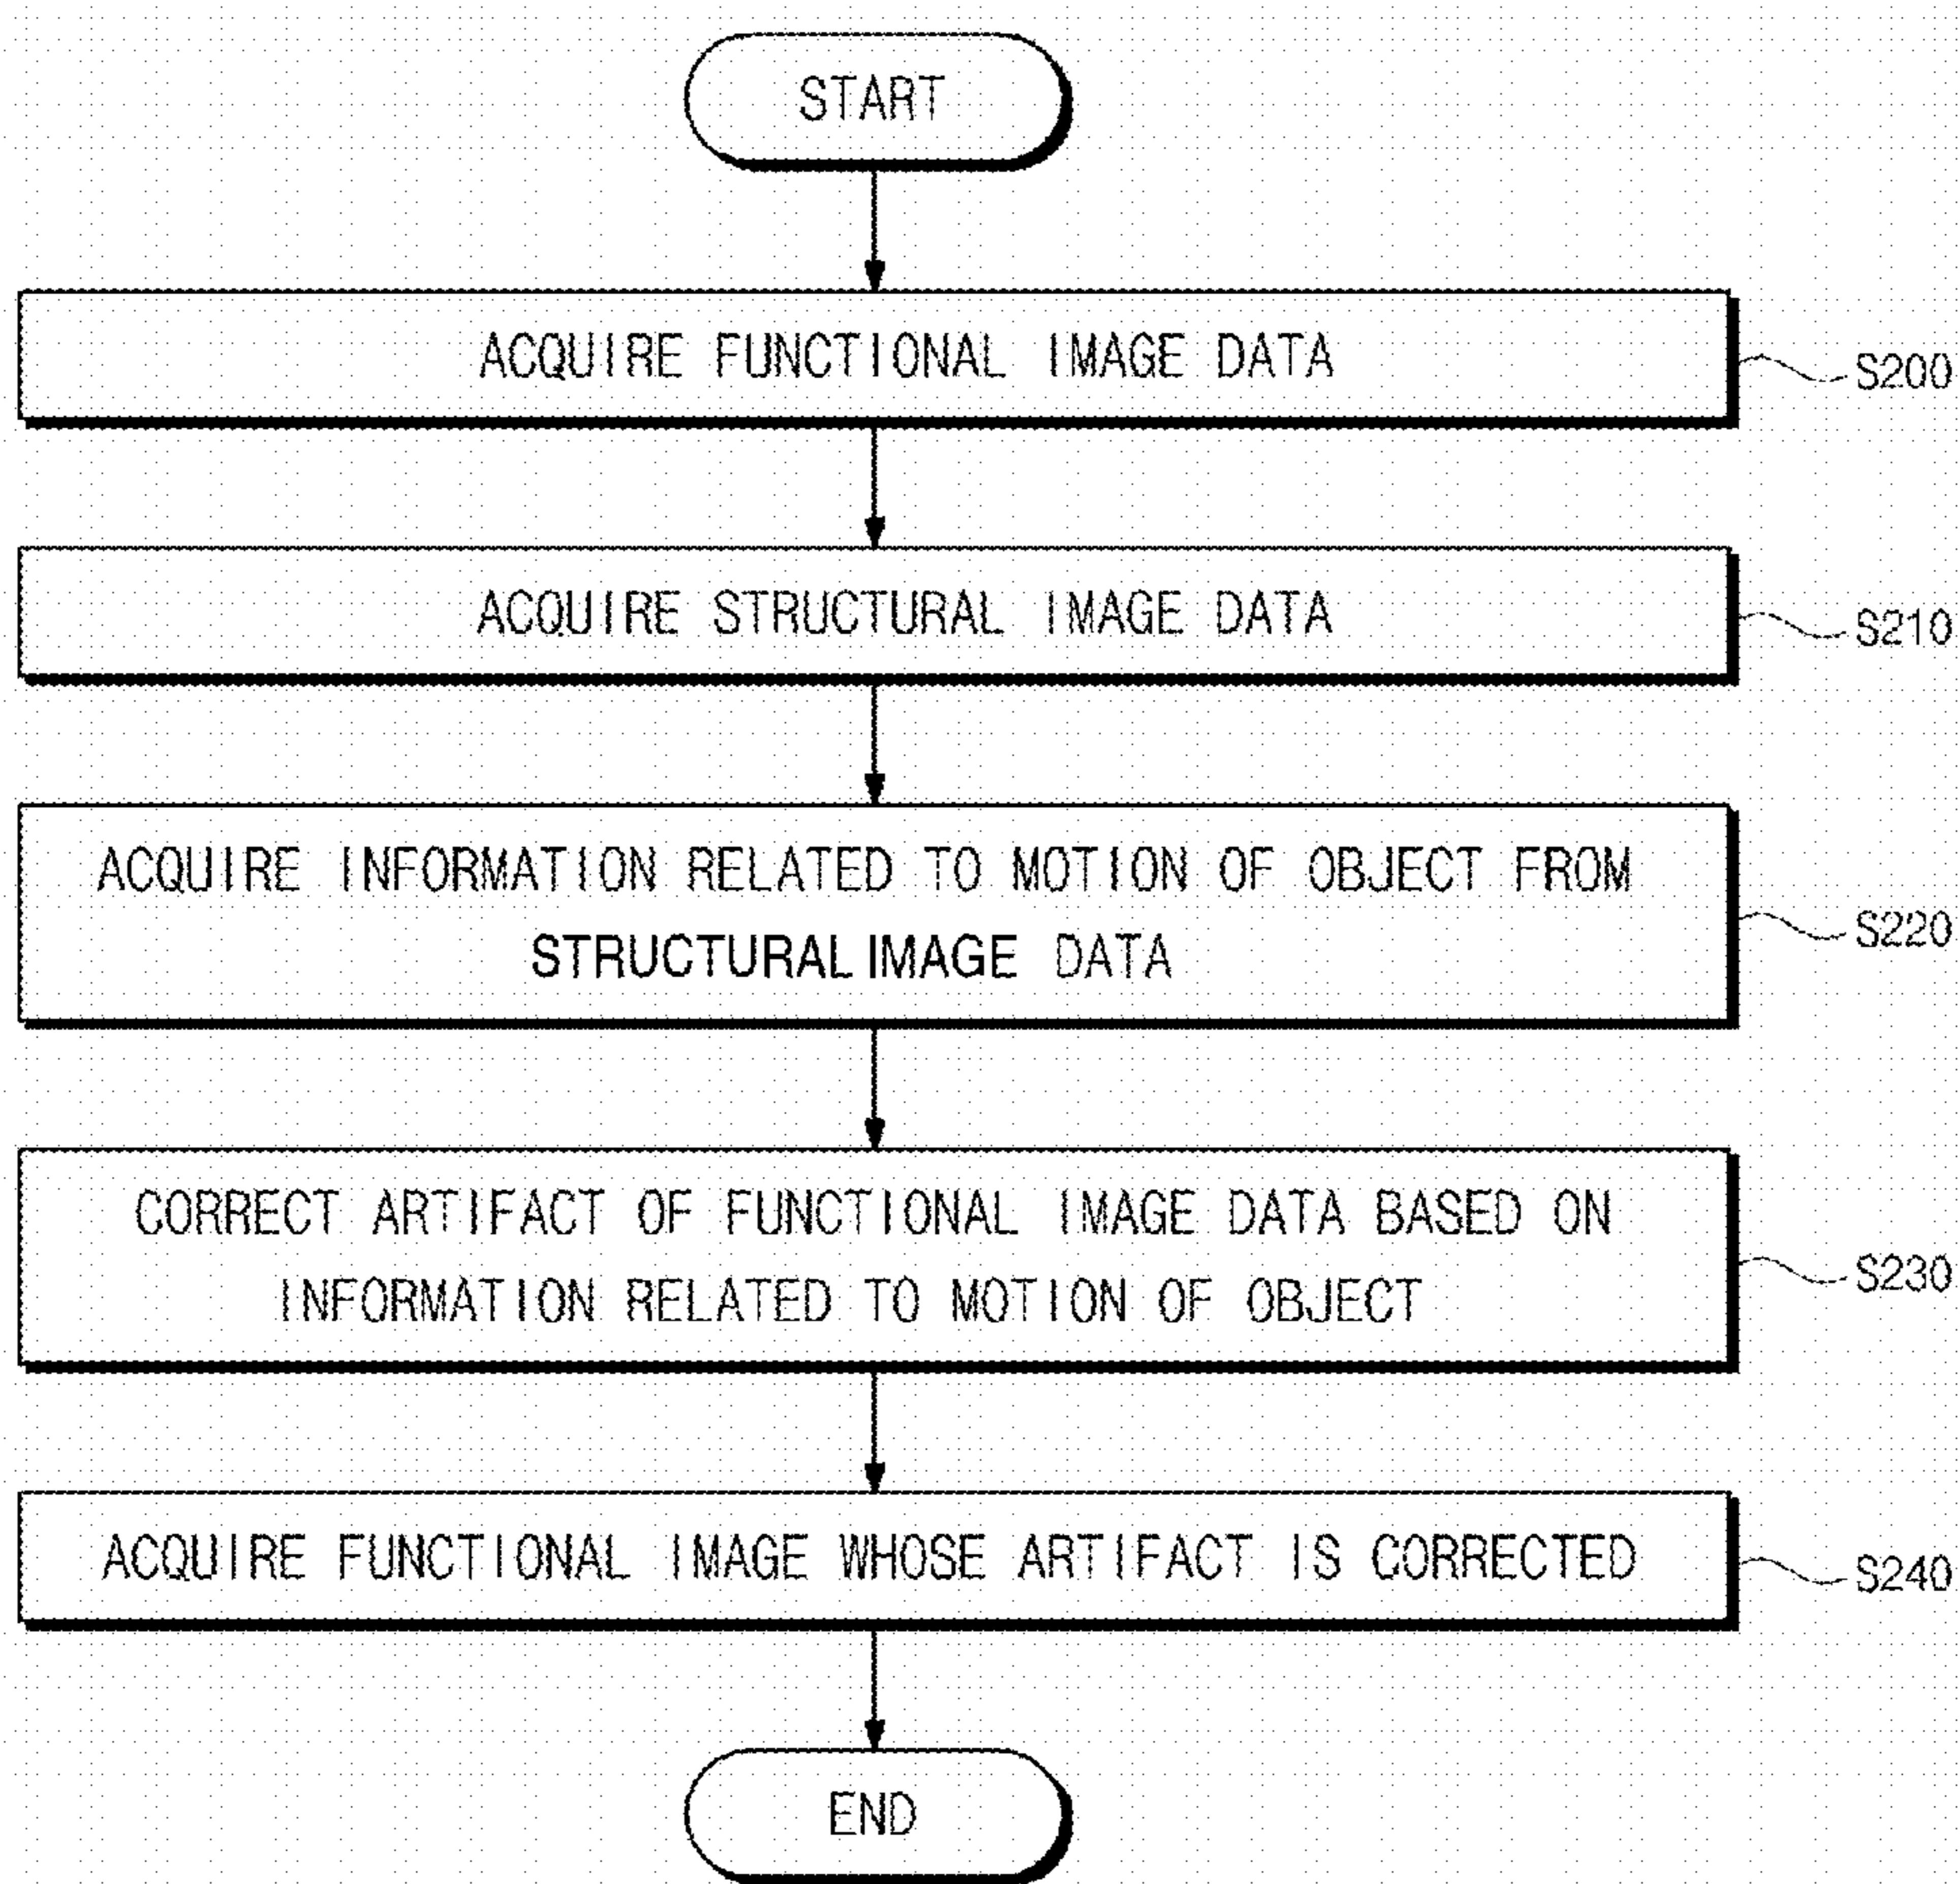 START
ACQUIRE FUNCTIONAL IMAGE DATA
S200
ACQUIRE STRUCTURAL IMAGE DATA
S210
ACQUIRE INFORMATION RELATED TO MOTION OF OBJECT FROM
STRUCTURAL IMAGE DATA
S220
CORRECT ARTIFACT OF FUNCTIONAL IMAGE DATA BASED ON
INFORMATION RELATED TO MOTION OF OBJECT
S230
ACQUIRE FUNCTIONAL IMAGE WHOSE ARTIFACT IS CORRECTED
S240
END